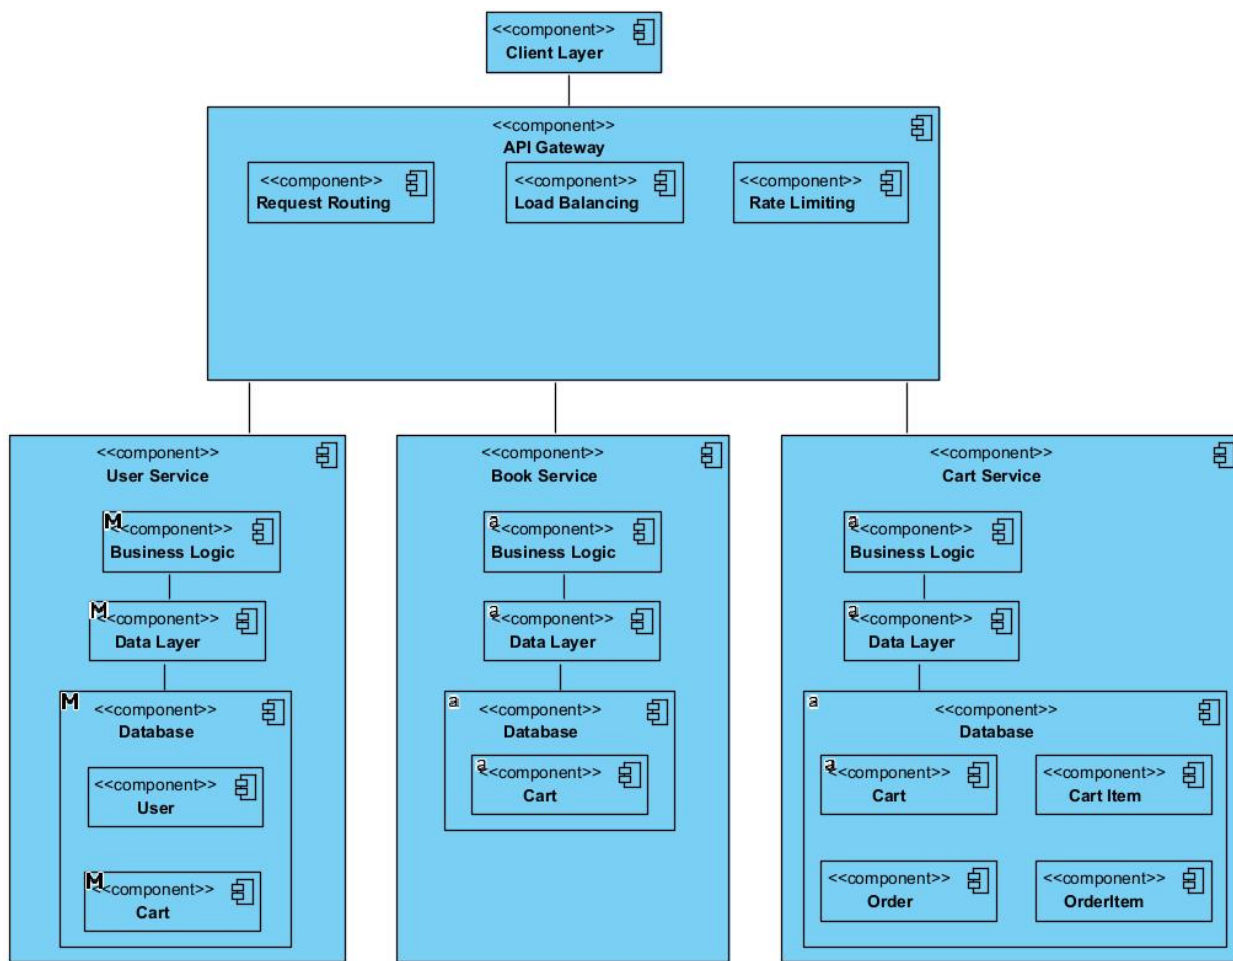 <<component>>
Client Layer
<<component>>
API Gateway
<<component>>
Request Routing
<<component>>
Load Balancing
<<component>>
Rate Limiting
<<component>>
User Service
M
<<component>>
Business Logic
M
<<component>>
Data Layer
M
<<component>>
Database
<<component>>
User
M
<<component>>
Cart
<<component>>
Book Service
a
<<component>>
Business Logic
a
<<component>>
Data Layer
a
<<component>>
Database
a
<<component>>
Cart
<<component>>
Cart Service
a
<<component>>
Business Logic
a
<<component>>
Data Layer
a
<<component>>
Database
a
<<component>>
Cart
<<component>>
Cart Item
<<component>>
Order
<<component>>
OrderItem